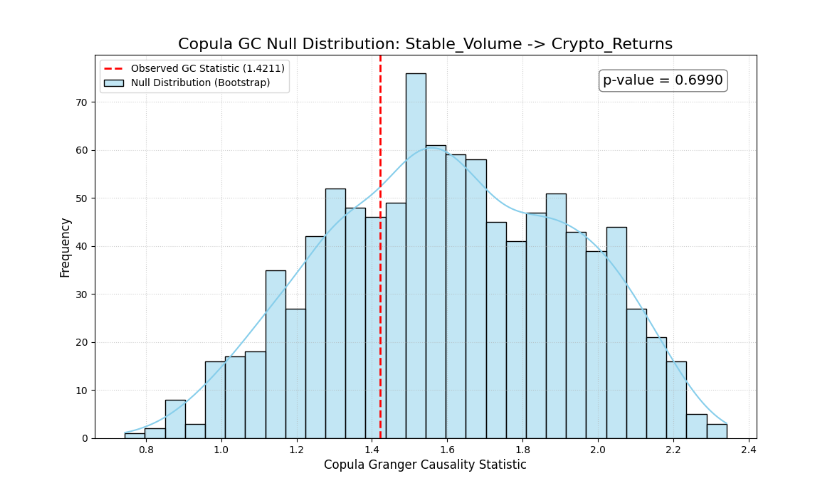 Copula GC Null Distribution: Stable_Volume -> Crypto_Returns
Observed GC Statistic (1.4211)
Null Distribution (Bootstrap)
p-value = 0.6990
Frequency
70
60
50
40
30
20
10
0
0.8 1.0 1.2 1.4 1.6 1.8 2.0 2.2 2.4
Copula Granger Causality Statistic